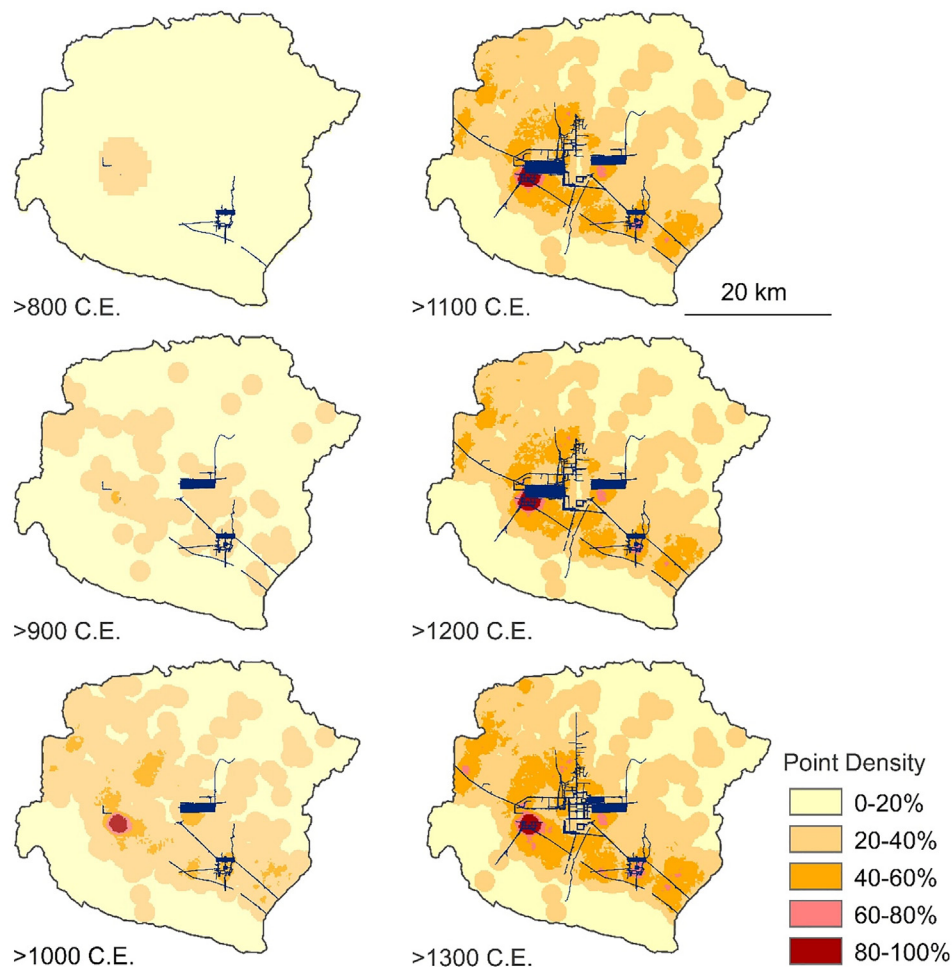 >800 C.E.
>1100 C.E.
20 km
>900 C.E.
>1200 C.E.
>1000 C.E.
>1300 C.E.
Point Density
0-20%
20-40%
40-60%
60-80%
80-100%